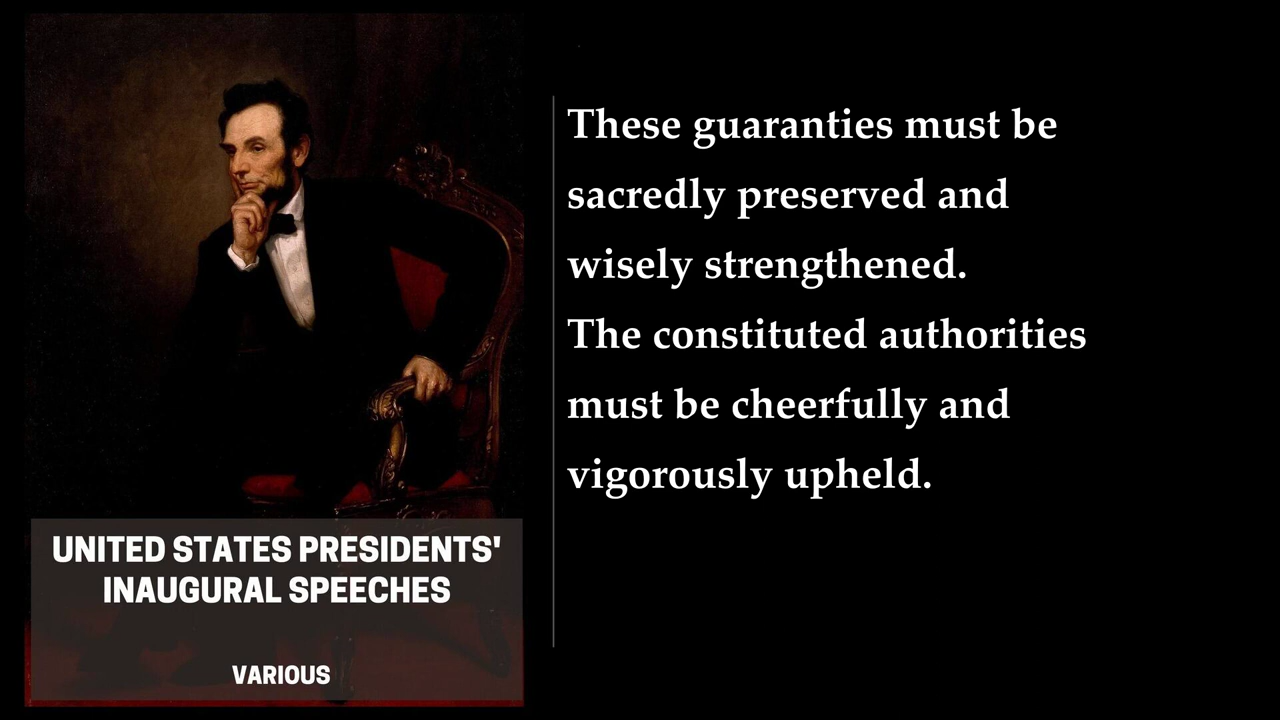 These guaranties must be
sacredly preserved and
wisely strengthened.
The constituted authorities
must be cheerfully and
vigorously upheld.
UNITED STATES PRESIDENTS'
INAUGURAL SPEECHES
VARIOUS